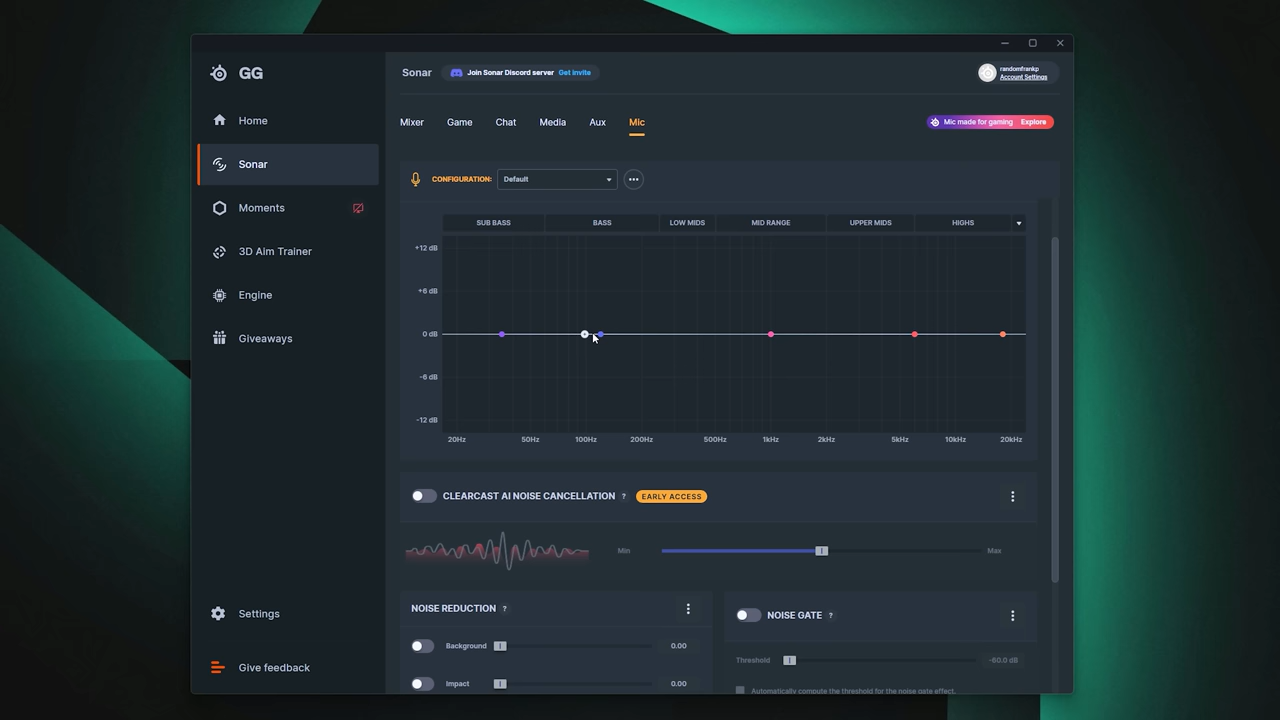 GG
Home
Sonar
Moments
3D Aim Trainer
Engine
Giveaways
Settings
Give feedback
Sonar
Join Sonar Discord server Get invite
randomfrankp
Account Settings
Mixer Game Chat Media Aux Mic
Mic made for gaming Explore
CONFIGURATION: Default
SUB BASS BASS LOW MIDS MID RANGE UPPER MIDS HIGHS
+12 dB
+6 dB
0 dB
-6 dB
-12 dB
20Hz 50Hz 100Hz 200Hz 500Hz 1kHz 2kHz 5kHz 10kHz 20kHz
CLEARCAST AI NOISE CANCELLATION ? EARLY ACCESS
Min Max
NOISE REDUCTION ?
Background 0.00
Impact 0.00
NOISE GATE ?
Threshold -60.0 dB
Automatically compute the threshold for the noise gate effect.